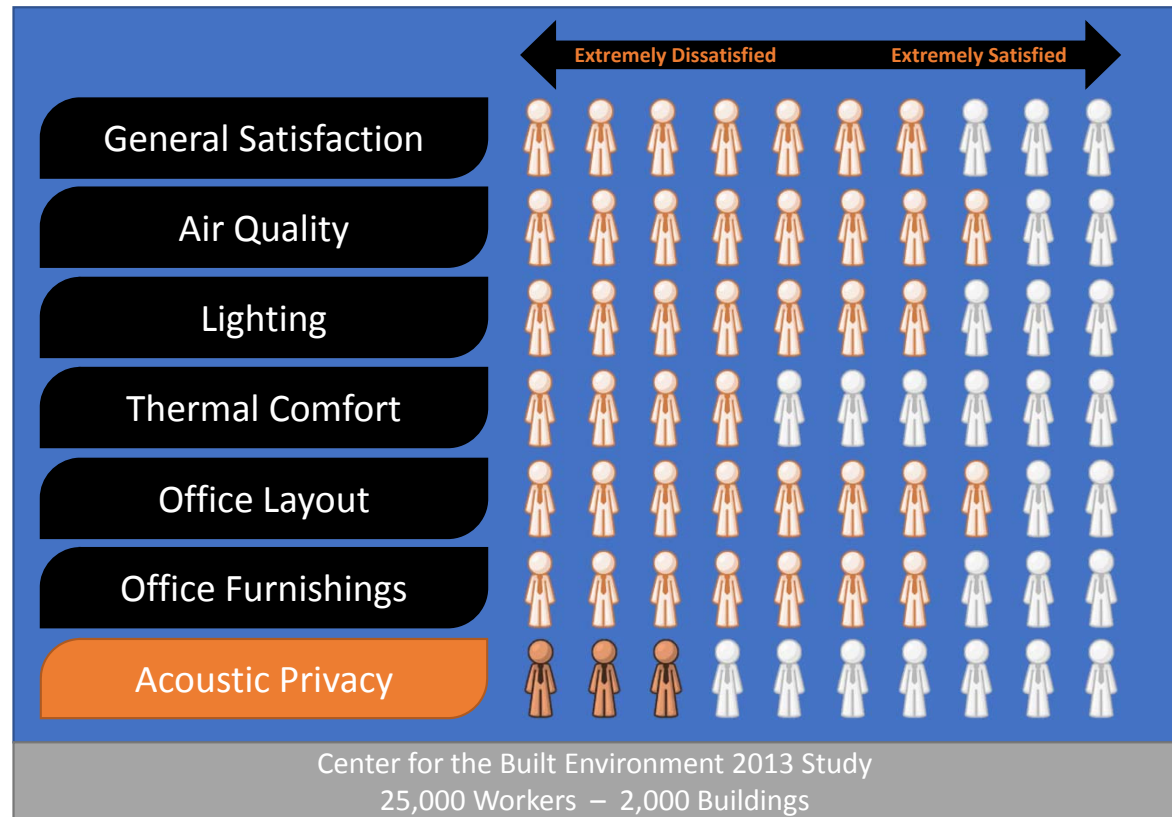 Extremely Dissatisfied Extremely Satisfied
General Satisfaction
Air Quality
Lighting
Thermal Comfort
Office Layout
Office Furnishings
Acoustic Privacy
Center for the Built Environment 2013 Study
25,000 Workers – 2,000 Buildings